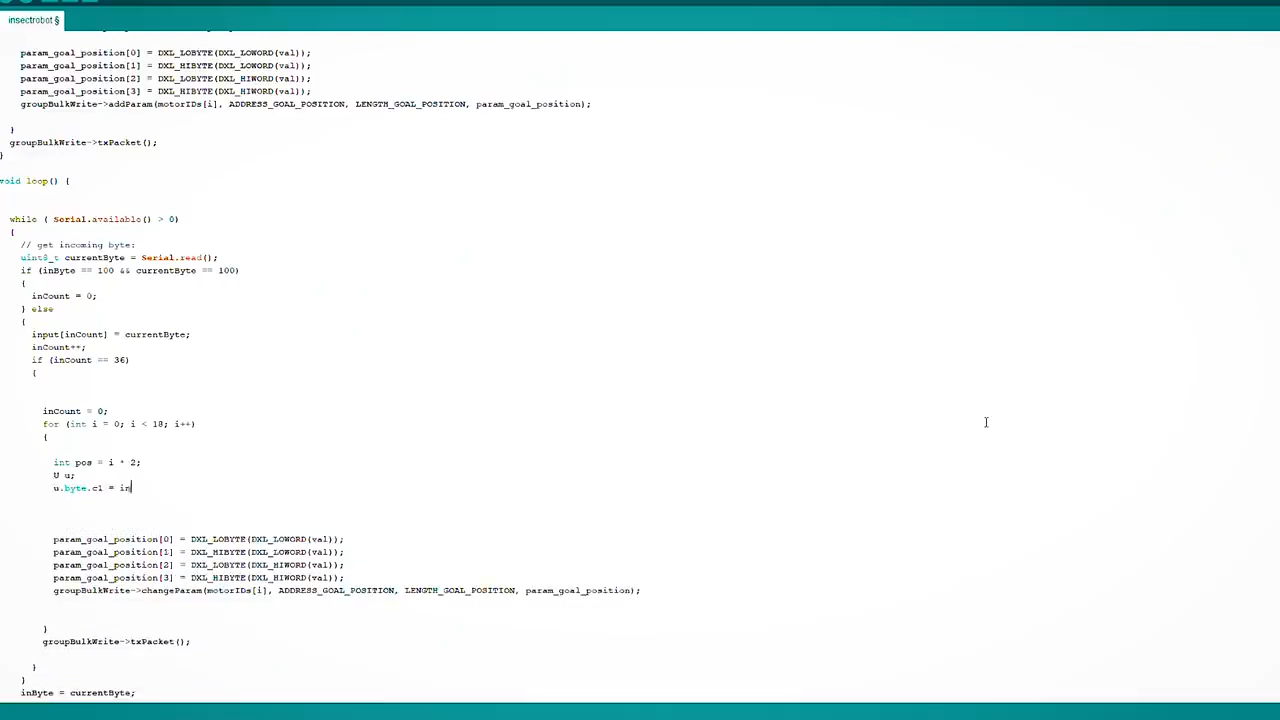 insectrobot §
param_goal_position[0] = DXL_LOBYTE(DXL_LOWORD(val));
param_goal_position[1] = DXL_HIBYTE(DXL_LOWORD(val));
param_goal_position[2] = DXL_LOBYTE(DXL_HIWORD(val));
param_goal_position[3] = DXL_HIBYTE(DXL_HIWORD(val));
groupBulkWrite->addParam(motorIDs[i], ADDRESS_GOAL_POSITION, LENGTH_GOAL_POSITION, param_goal_position);
}
groupBulkWrite->txPacket();
}
void loop() {
while ( Serial.available() > 0)
{
// get incoming byte:
uint8_t currentByte = Serial.read();
if (inByte == 100 && currentByte == 100)
{
inCount = 0;
} else
{
input[inCount] = currentByte;
inCount++;
if (inCount == 36)
{
inCount = 0;
for (int i = 0; i < 18; i++)
{
int pos = i * 2;
U u;
u.byte.c1 = in
param_goal_position[0] = DXL_LOBYTE(DXL_LOWORD(val));
param_goal_position[1] = DXL_HIBYTE(DXL_LOWORD(val));
param_goal_position[2] = DXL_LOBYTE(DXL_HIWORD(val));
param_goal_position[3] = DXL_HIBYTE(DXL_HIWORD(val));
groupBulkWrite->changeParam(motorIDs[i], ADDRESS_GOAL_POSITION, LENGTH_GOAL_POSITION, param_goal_position);
}
groupBulkWrite->txPacket();
}
}
inByte = currentByte;